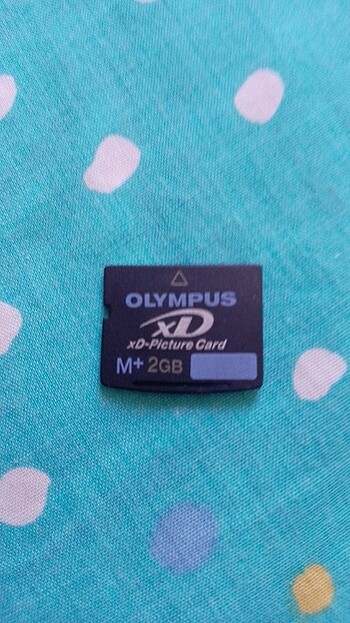 OLYMPUS
xD
xD-Picture Card
M+ 2GB